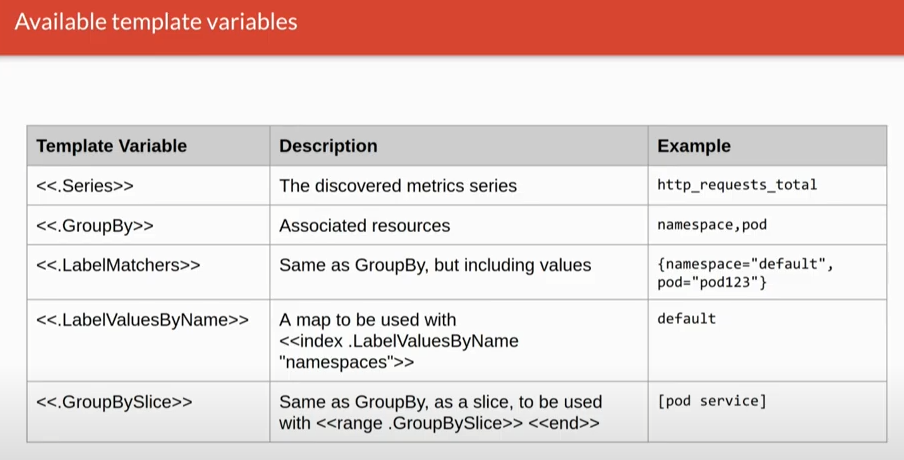 Available template variables
Template Variable Description Example
<<.Series>> The discovered metrics series http_requests_total
<<.GroupBy>> Associated resources namespace,pod
<<.LabelMatchers>> Same as GroupBy, but including values {namespace="default",
pod="pod123"}
<<.LabelValuesByName>> A map to be used with default
<<index .LabelValuesByName
"namespaces">>
<<.GroupBySlice>> Same as GroupBy, as a slice, to be used [pod service]
with <<range .GroupBySlice>> <<end>>